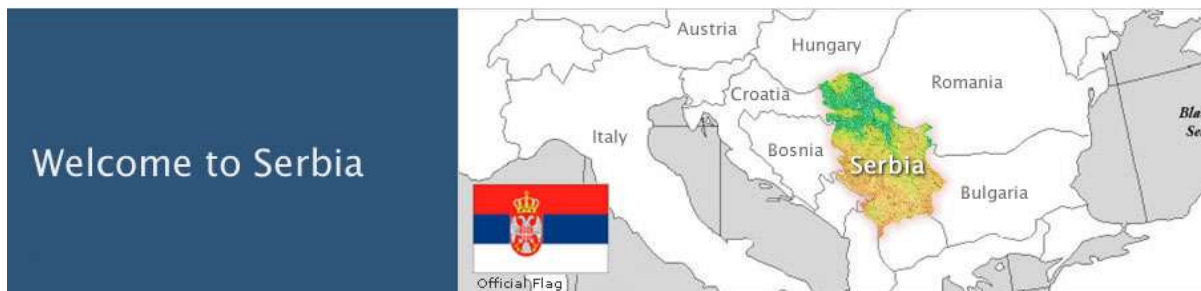 Welcome to Serbia
Austria
Hungary
Romania
Croatia
Italy
Bosnia
Serbia
Bulgaria
Official Flag